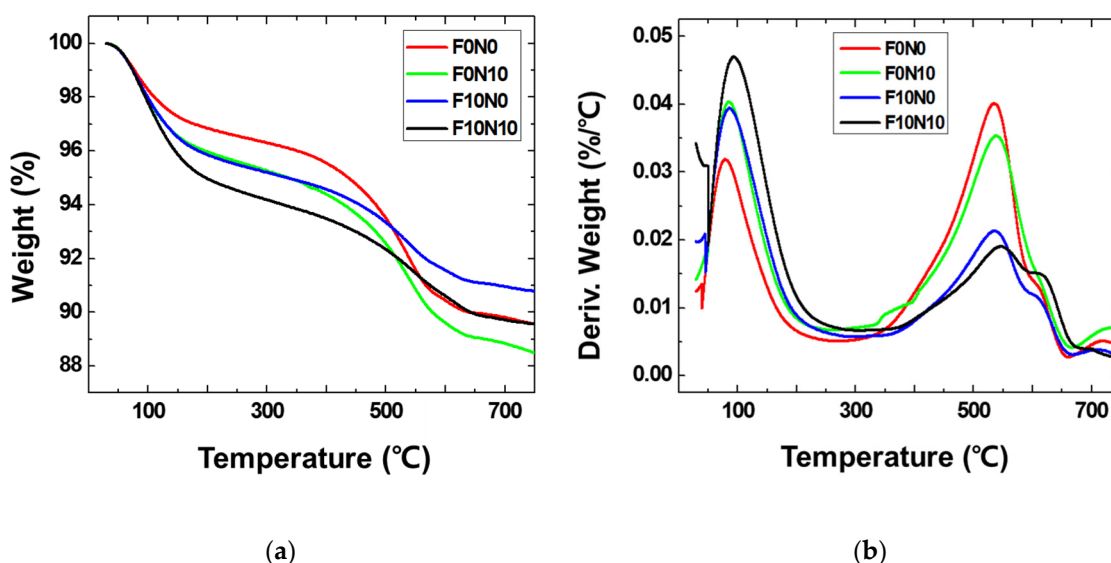 F0N0
F0N10
F10N0
F10N10
100
98
96
94
92
90
88
Weight (%)
100
300
500
700
Temperature (℃)
(a)
F0N0
F0N10
F10N0
F10N10
0.05
0.04
0.03
0.02
0.01
0.00
Deriv. Weight (%/℃)
100
300
500
700
Temperature (℃)
(b)